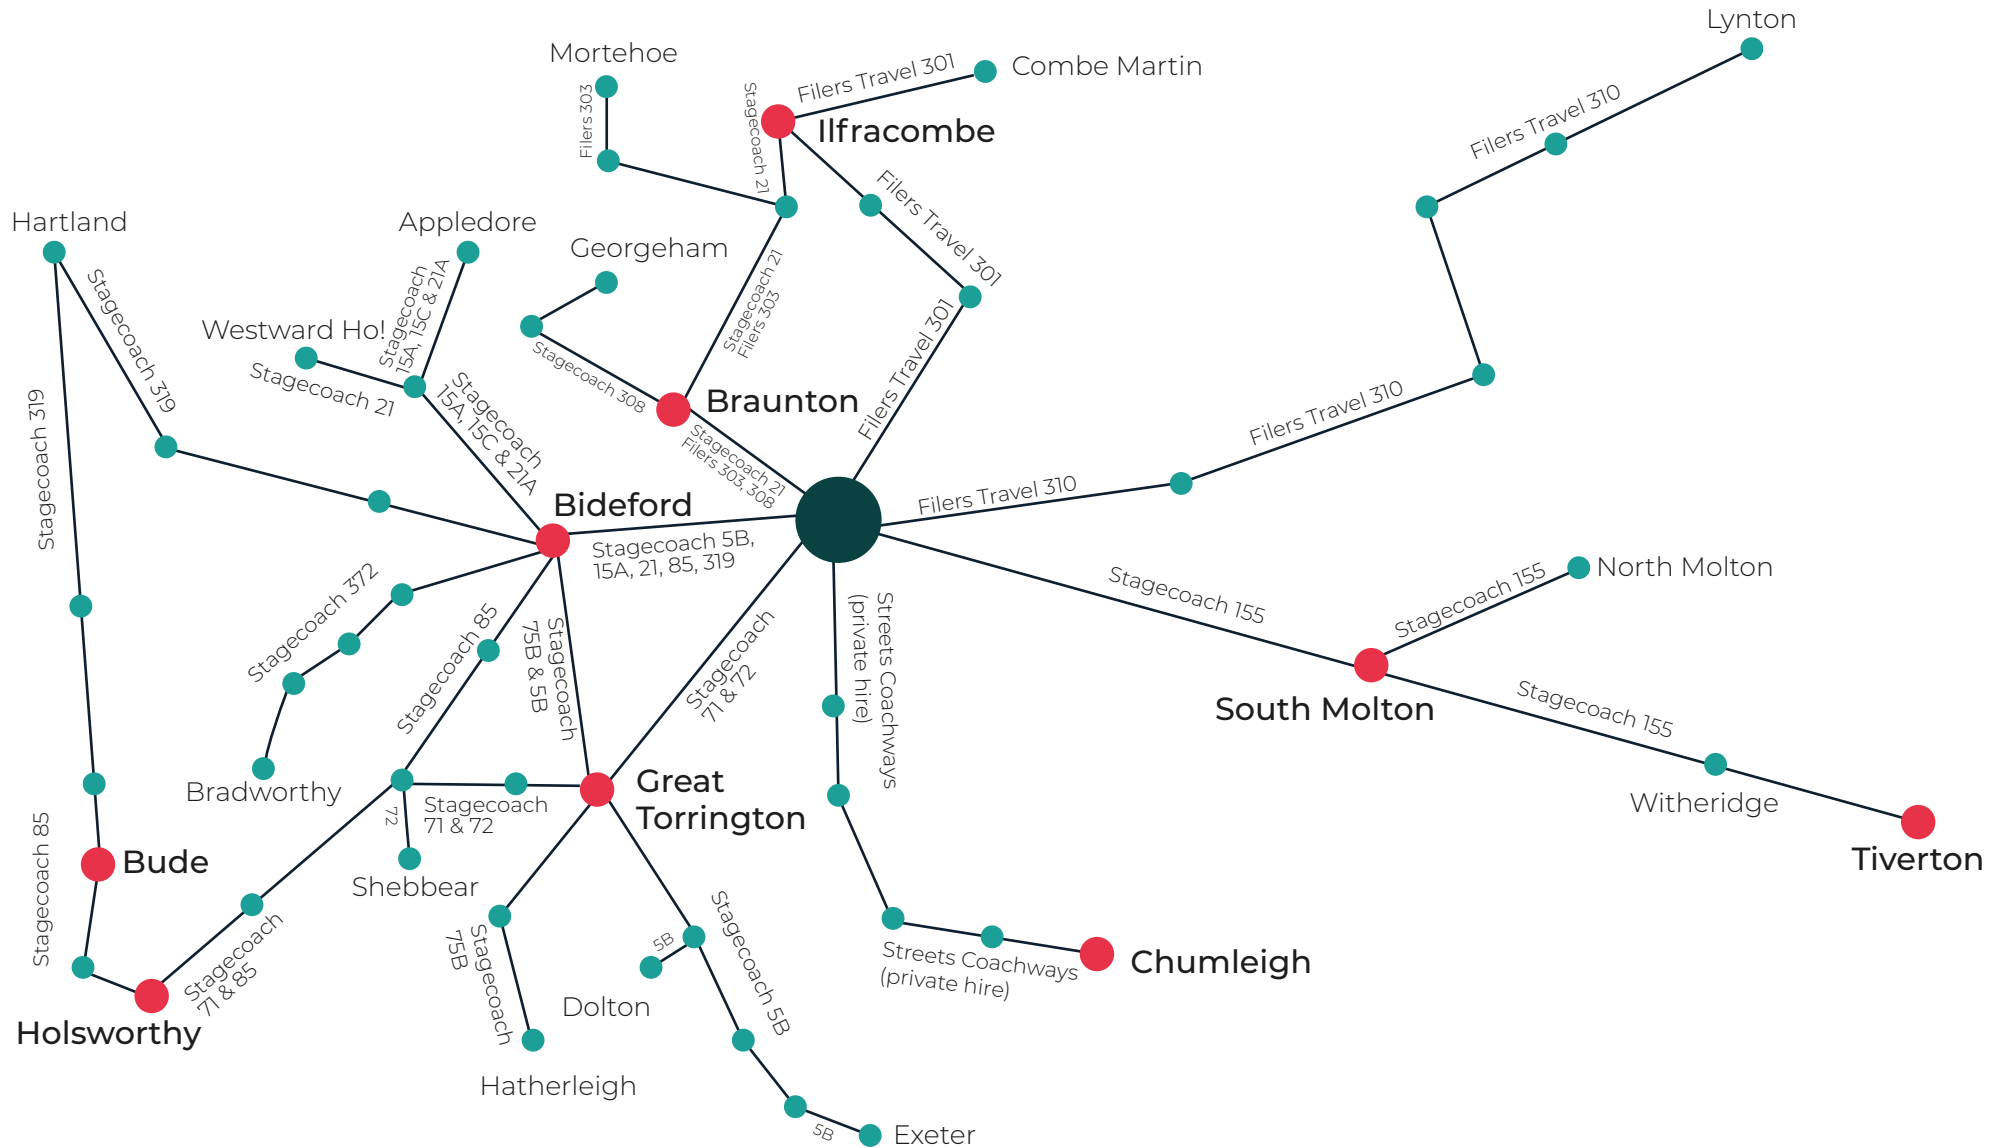 Lynton
Mortehoe
Filers Travel 301
Combe Martin
Stagecoach 21
Filers 303
Ilfracombe
Filers Travel 310
Filers Travel 301
Hartland
Appledore
Georgeham
Stagecoach
15A, 15C & 21A
Stagecoach 21
Filers 303
Stagecoach 319
Westward Ho!
Stagecoach 21
Stagecoach
15A, 15C & 21A
Stagecoach 308
Braunton
Filers Travel 301
Filers Travel 310
Stagecoach 319
Stagecoach 21
Filers 303, 308
Bideford
Filers Travel 310
Stagecoach 5B,
15A, 21, 85, 319
Stagecoach 155
Stagecoach 155
North Molton
Stagecoach 372
Stagecoach 85
Stagecoach
75B & 5B
Stagecoach
71 & 72
Streets Coachways
(private hire)
South Molton
Stagecoach 155
Bradworthy
Great
Torrington
Stagecoach
71 & 72
72
Witheridge
Tiverton
Stagecoach 85
Bude
Shebbear
Stagecoach
71 & 85
Holsworthy
Stagecoach
75B
5B
Stagecoach 5B
Dolton
Streets Coachways
(private hire)
Chumleigh
Hatherleigh
5B
Exeter